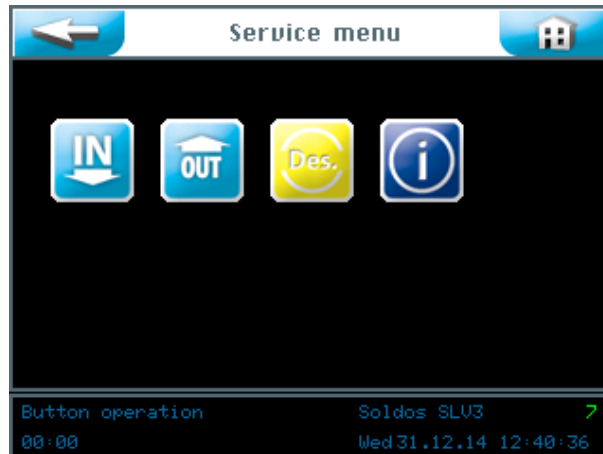 Service menu
IN
OUT
Des.
i
Button operation
Soldos SLV3
7
00:00
Wed 31.12.14 12:40:36